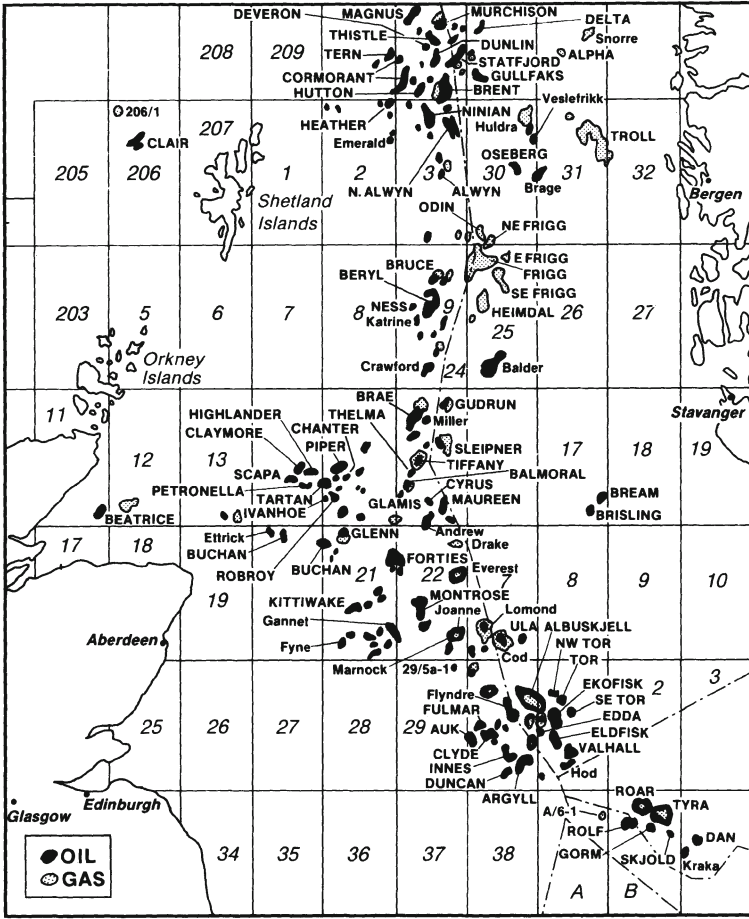 DEVERON
MAGNUS
MURCHISON
DELTA
Snorre
THISTLE
TERN
DUNLIN
STATFJORD
ALPHA
208
209
CORMORANT
GULLFAKS
HUTTON
BRENT
Veslefrikk
206/1
207
HEATHER
NINIAN
Huldra
TROLL
CLAIR
Emerald
OSEBERG
205
206
1
2
3
30
31
32
N. ALWYN
ALWYN
Brage
Bergen
Shetland
Islands
ODIN
NE FRIGG
BRUCE
E FRIGG
BERYL
FRIGG
SE FRIGG
203
5
6
7
8
NESS
9
HEIMDAL
26
27
Katrine
25
Orkney
Islands
Crawford
24
Balder
BRAE
GUDRUN
Stavanger
11
HIGHLANDER
CHANTER
THELMA
Miller
CLAYMORE
PIPER
SLEIPNER
17
18
19
12
13
TIFFANY
SCAPA
BALMORAL
PETRONELLA
CYRUS
TARTAN
MAUREEN
BREAM
IVANHOE
GLAMIS
BRISLING
BEATRICE
Ettrick
GLENN
Andrew
17
18
BUCHAN
Drake
ROBROY
BUCHAN
FORTIES
21
22
Everest
7
8
9
10
19
KITTIWAKE
MONTROSE
Joanne
Lomond
Gannet
ULA
ALBUSKJELL
Aberdeen
Fyne
NW TOR
Cod
TOR
Marnock
29/5a-1
EKOFISK
2
3
Flyndre
SE TOR
FULMAR
EDDA
25
26
27
28
29
AUK
ELDFISK
CLYDE
VALHALL
INNES
Hod
DUNCAN
ARGYLL
ROAR
Glasgow
Edinburgh
A/6-1
TYRA
ROLF
GORM
DAN
SKJOLD
Kraka
OIL
GAS
34
35
36
37
38
A
B